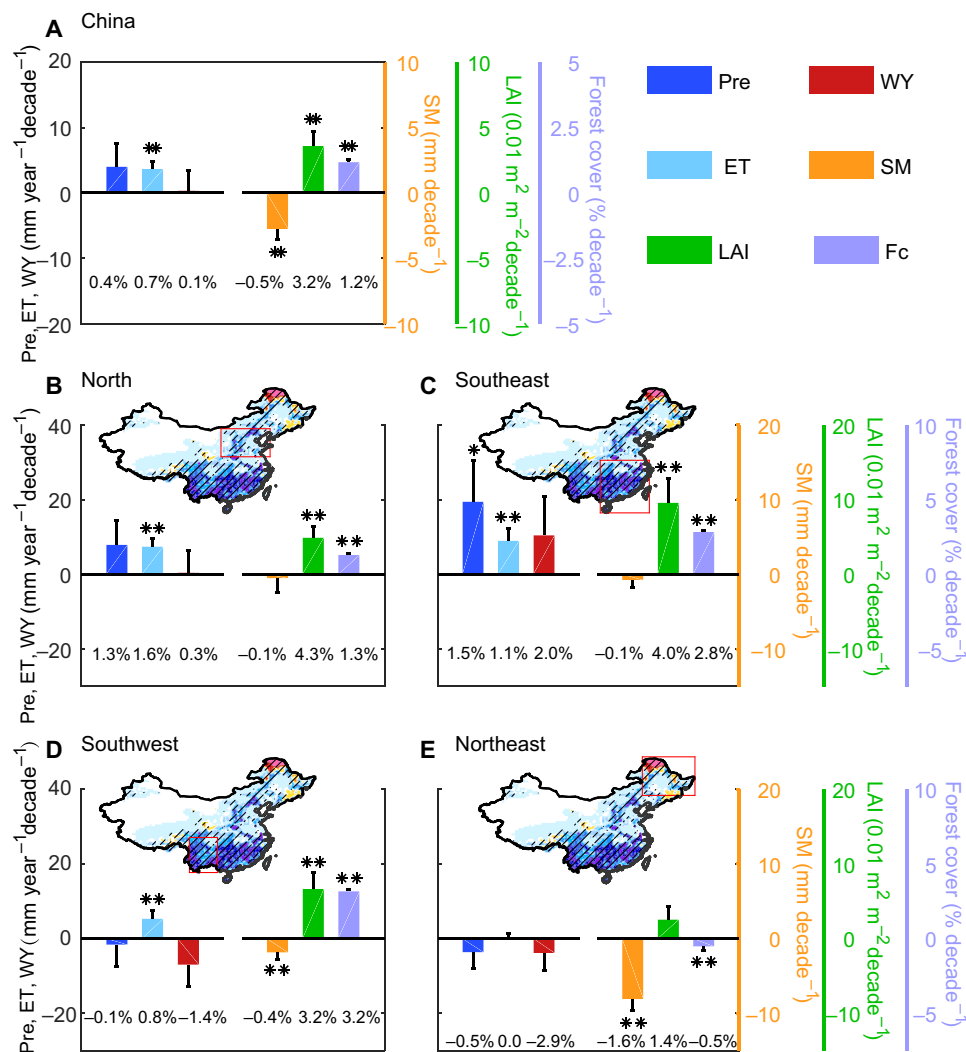 A China
Pre, ET, WY (mm year⁻¹decade⁻¹)
20
10
0
−10
−20
0.4% 0.7% 0.1% −0.5% 3.2% 1.2%
** ** ** ** **
10
5
0
−5
−10
SM (mm decade⁻¹)
10
5
0
−5
−10
LAI (0.01 m² m⁻²decade⁻¹)
5
2.5
0
−2.5
−5
Forest cover (% decade⁻¹)
Pre WY
ET SM
LAI Fc
B North
Pre, ET, WY (mm year⁻¹decade⁻¹)
40
20
0
−20
** ** **
1.3% 1.6% 0.3% −0.1% 4.3% 1.3%
C Southeast
* ** ** **
1.5% 1.1% 2.0% −0.1% 4.0% 2.8%
20
10
0
−10
SM (mm decade⁻¹)
20
10
0
−10
LAI (0.01 m² m⁻²decade⁻¹)
10
5
0
−5
Forest cover (% decade⁻¹)
D Southwest
Pre, ET, WY (mm year⁻¹decade⁻¹)
40
20
0
−20
** ** ** **
−0.1% 0.8% −1.4% −0.4% 3.2% 3.2%
E Northeast
** **
−0.5% 0.0 −2.9% −1.6% 1.4% −0.5%
20
10
0
−10
SM (mm decade⁻¹)
20
10
0
−10
LAI (0.01 m² m⁻²decade⁻¹)
10
5
0
−5
Forest cover (% decade⁻¹)